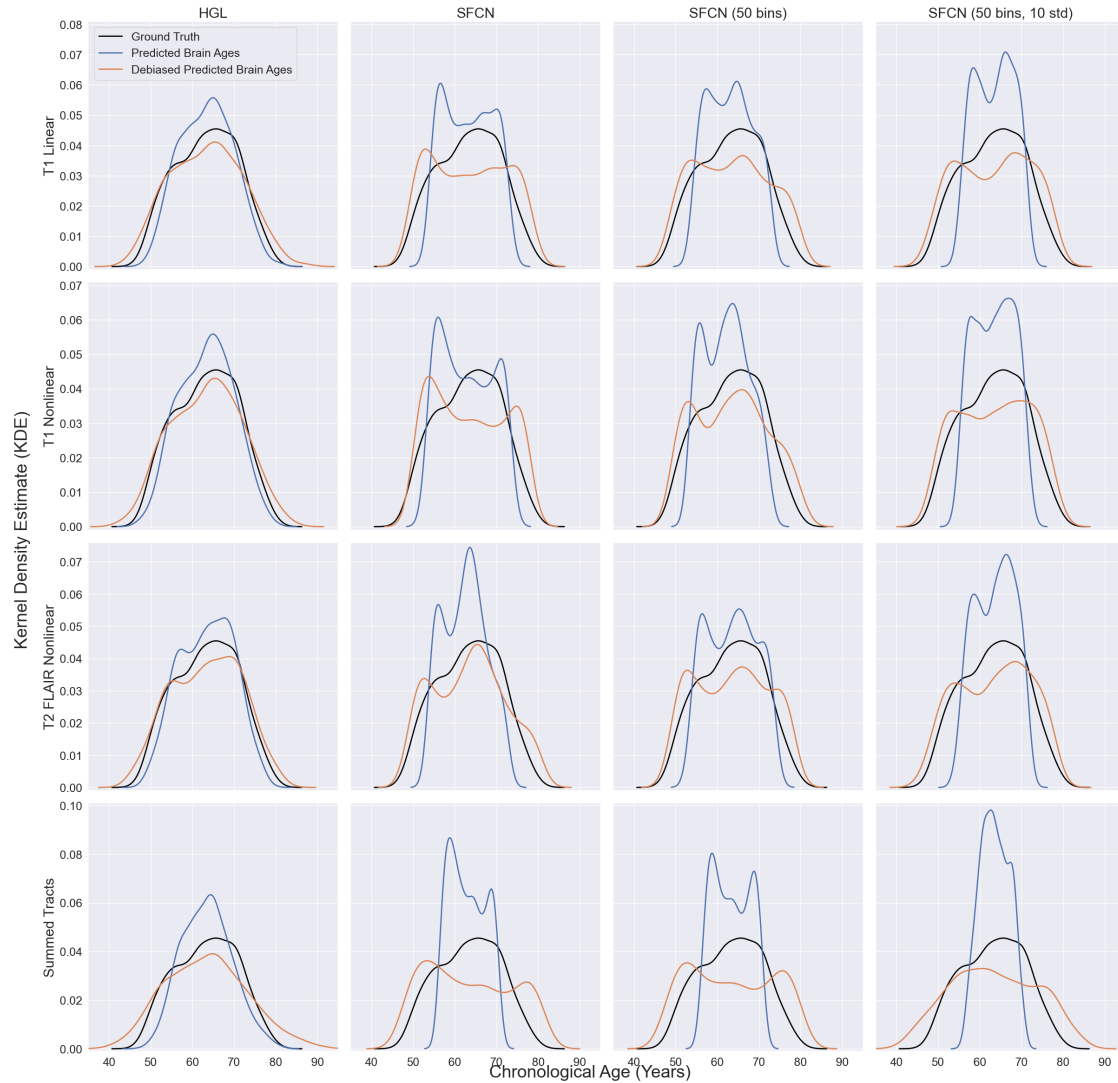 HGL SFCN SFCN (50 bins) SFCN (50 bins, 10 std)
Ground Truth
Predicted Brain Ages
Debiased Predicted Brain Ages
T1 Linear
0.08
0.07
0.06
0.05
0.04
0.03
0.02
0.01
0.00
Kernel Density Estimate (KDE)
T1 Nonlinear
0.07
0.06
0.05
0.04
0.03
0.02
0.01
0.00
T2 FLAIR Nonlinear
0.07
0.06
0.05
0.04
0.03
0.02
0.01
0.00
Summed Tracts
0.10
0.08
0.06
0.04
0.02
0.00
40 50 60 70 80 90 40 50 60 70 80 90 40 50 60 70 80 90 40 50 60 70 80 90
Chronological Age (Years)